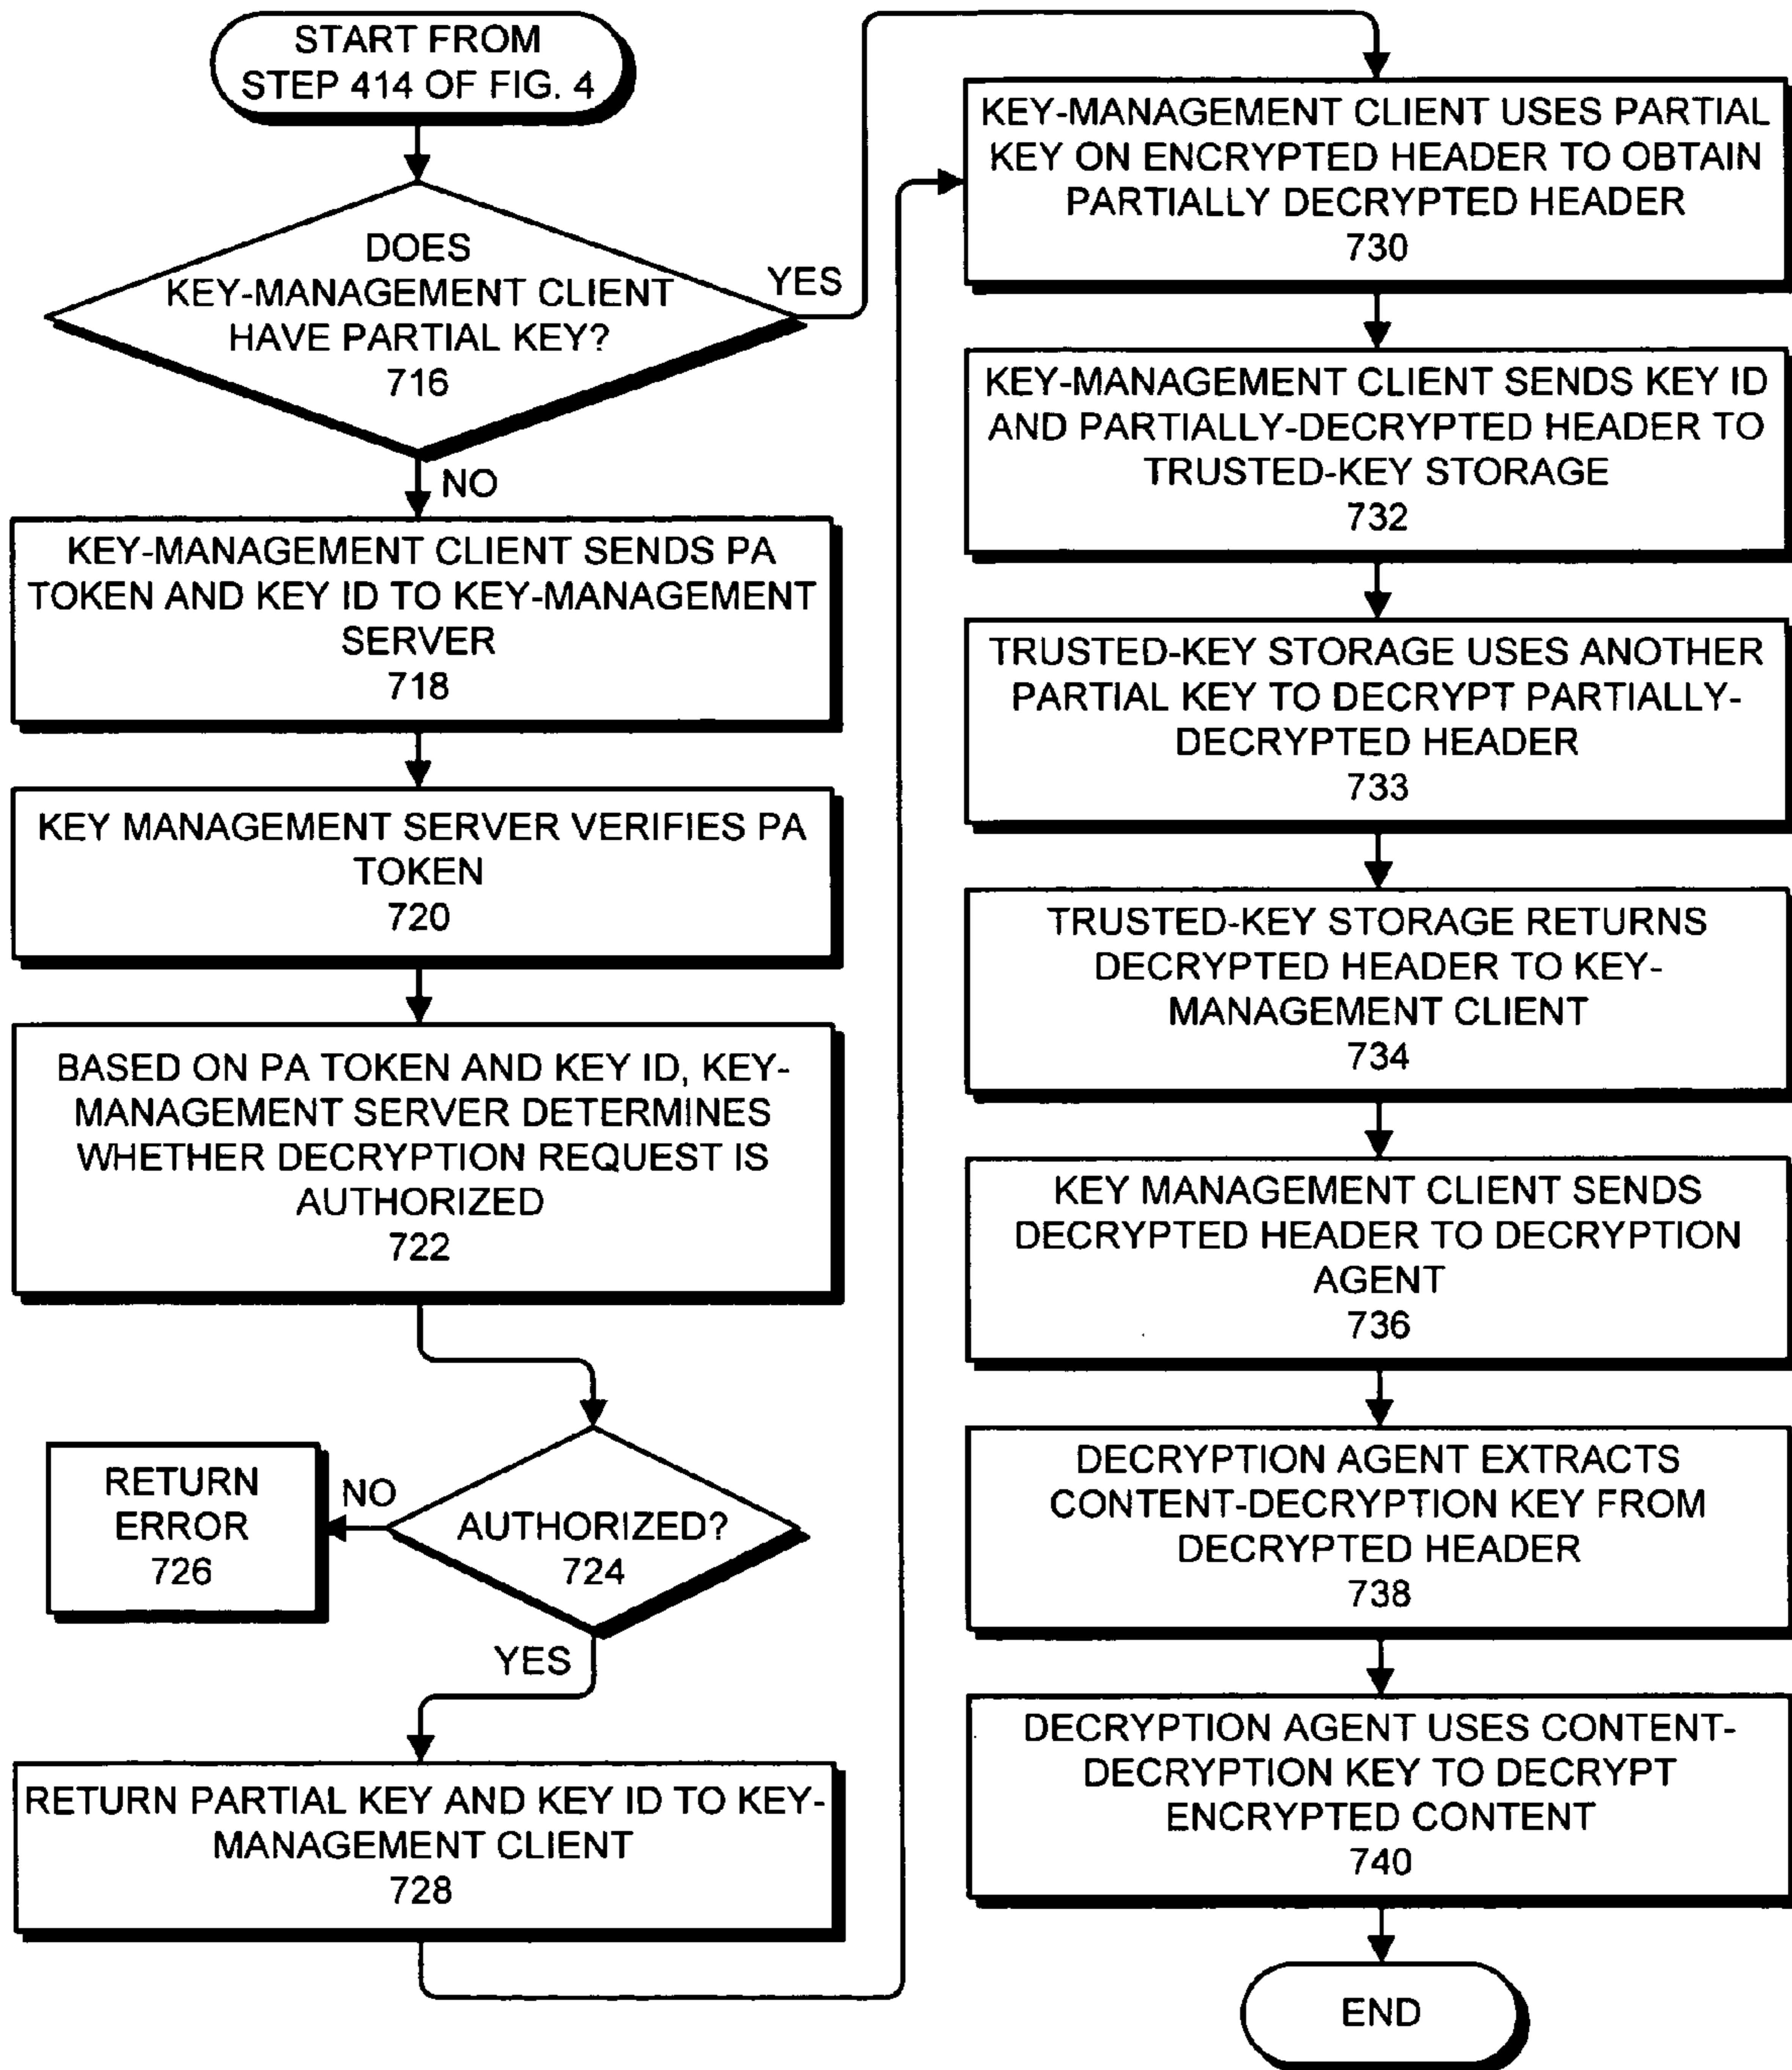 START FROM
STEP 414 OF FIG. 4
DOES
KEY-MANAGEMENT CLIENT
HAVE PARTIAL KEY?
716
YES
NO
KEY-MANAGEMENT CLIENT SENDS PA
TOKEN AND KEY ID TO KEY-MANAGEMENT
SERVER
718
KEY MANAGEMENT SERVER VERIFIES PA
TOKEN
720
BASED ON PA TOKEN AND KEY ID, KEY-
MANAGEMENT SERVER DETERMINES
WHETHER DECRYPTION REQUEST IS
AUTHORIZED
722
AUTHORIZED?
724
NO
RETURN
ERROR
726
YES
RETURN PARTIAL KEY AND KEY ID TO KEY-
MANAGEMENT CLIENT
728
KEY-MANAGEMENT CLIENT USES PARTIAL
KEY ON ENCRYPTED HEADER TO OBTAIN
PARTIALLY DECRYPTED HEADER
730
KEY-MANAGEMENT CLIENT SENDS KEY ID
AND PARTIALLY-DECRYPTED HEADER TO
TRUSTED-KEY STORAGE
732
TRUSTED-KEY STORAGE USES ANOTHER
PARTIAL KEY TO DECRYPT PARTIALLY-
DECRYPTED HEADER
733
TRUSTED-KEY STORAGE RETURNS
DECRYPTED HEADER TO KEY-
MANAGEMENT CLIENT
734
KEY MANAGEMENT CLIENT SENDS
DECRYPTED HEADER TO DECRYPTION
AGENT
736
DECRYPTION AGENT EXTRACTS
CONTENT-DECRYPTION KEY FROM
DECRYPTED HEADER
738
DECRYPTION AGENT USES CONTENT-
DECRYPTION KEY TO DECRYPT
ENCRYPTED CONTENT
740
END